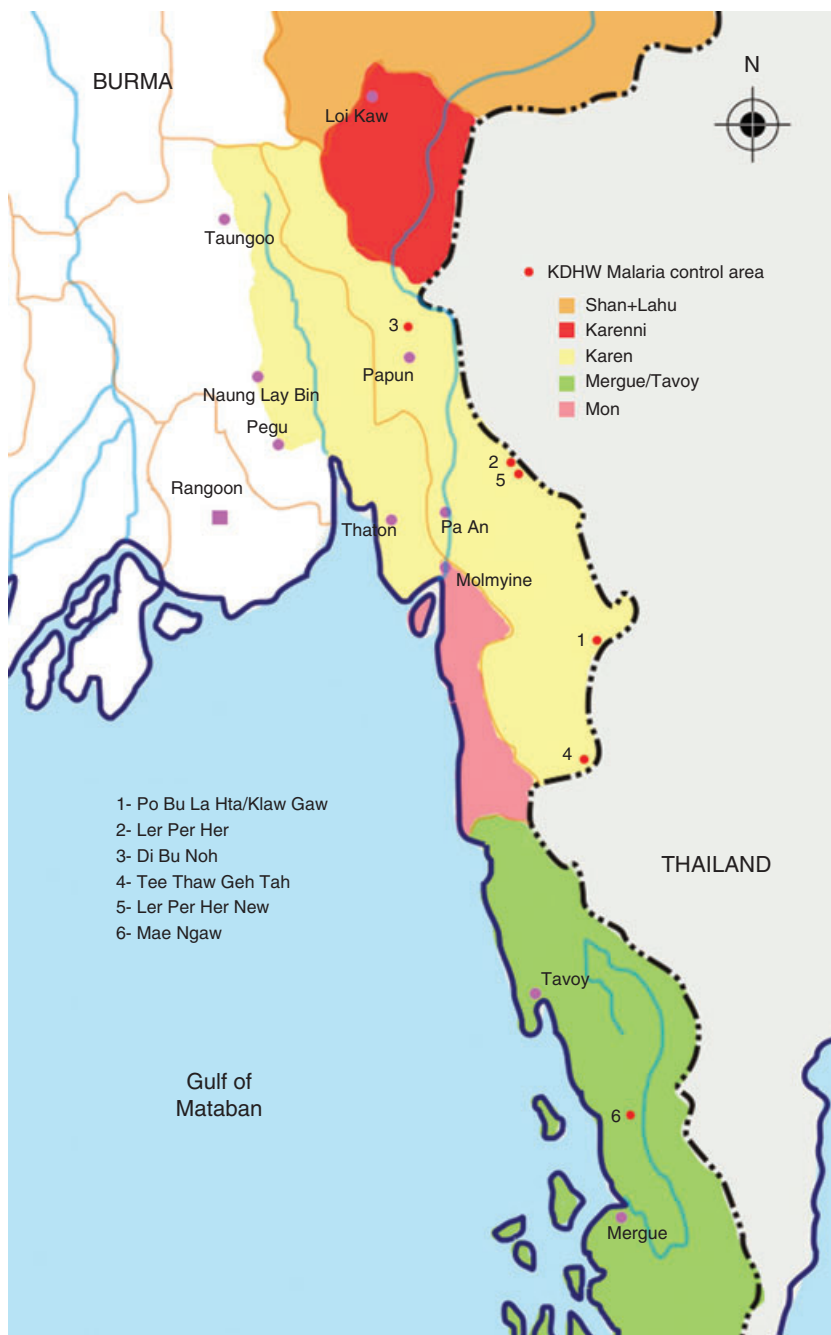 BURMA
N
Loi Kaw
Taungoo
KDHW Malaria control area
Shan+Lahu
Karenni
Karen
Mergue/Tavoy
Mon
3
Papun
Naung Lay Bin
Pegu
2
5
Rangoon
Thaton
Pa An
Molmyine
1
4
1- Po Bu La Hta/Klaw Gaw
2- Ler Per Her
3- Di Bu Noh
4- Tee Thaw Geh Tah
5- Ler Per Her New
6- Mae Ngaw
THAILAND
Tavoy
Gulf of
Mataban
6
Mergue